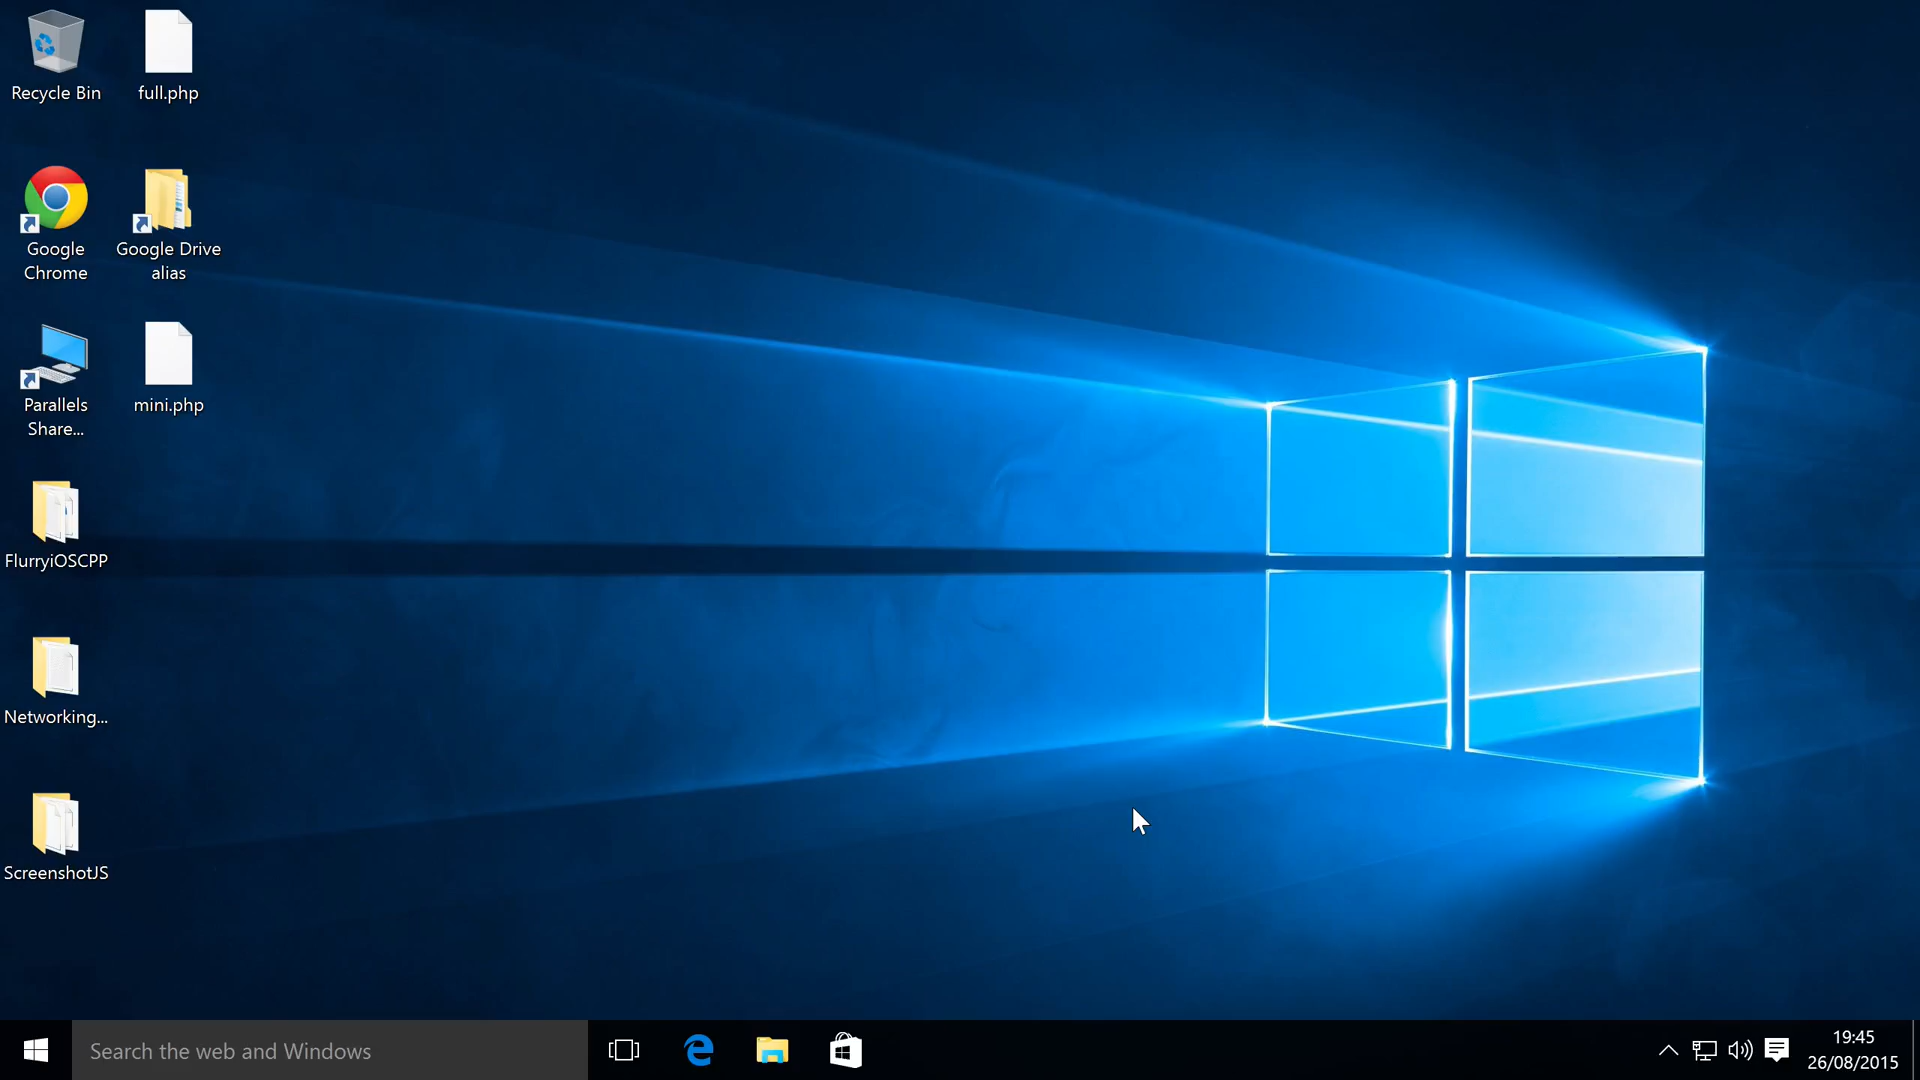 Recycle Bin
full.php
Google
Chrome
Google Drive
alias
Parallels
Share...
mini.php
FlurryiOSCPP
Networking...
ScreenshotJS
Search the web and Windows
19:45
26/08/2015